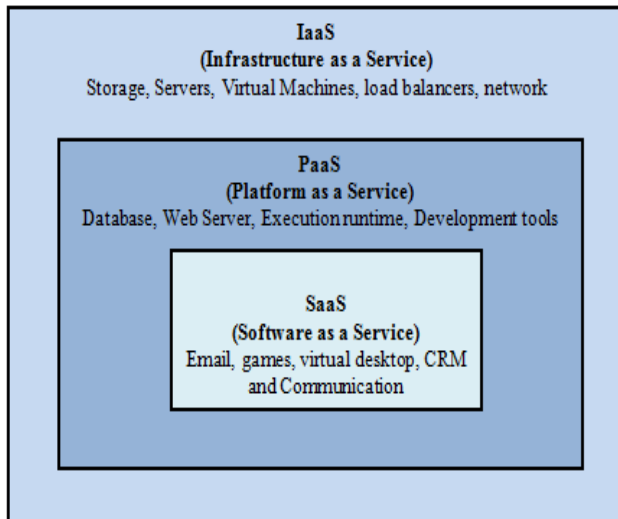 IaaS
(Infrastructure as a Service)
Storage, Servers, Virtual Machines, load balancers, network
PaaS
(Platform as a Service)
Database, Web Server, Execution runtime, Development tools
SaaS
(Software as a Service)
Email, games, virtual desktop, CRM
and Communication